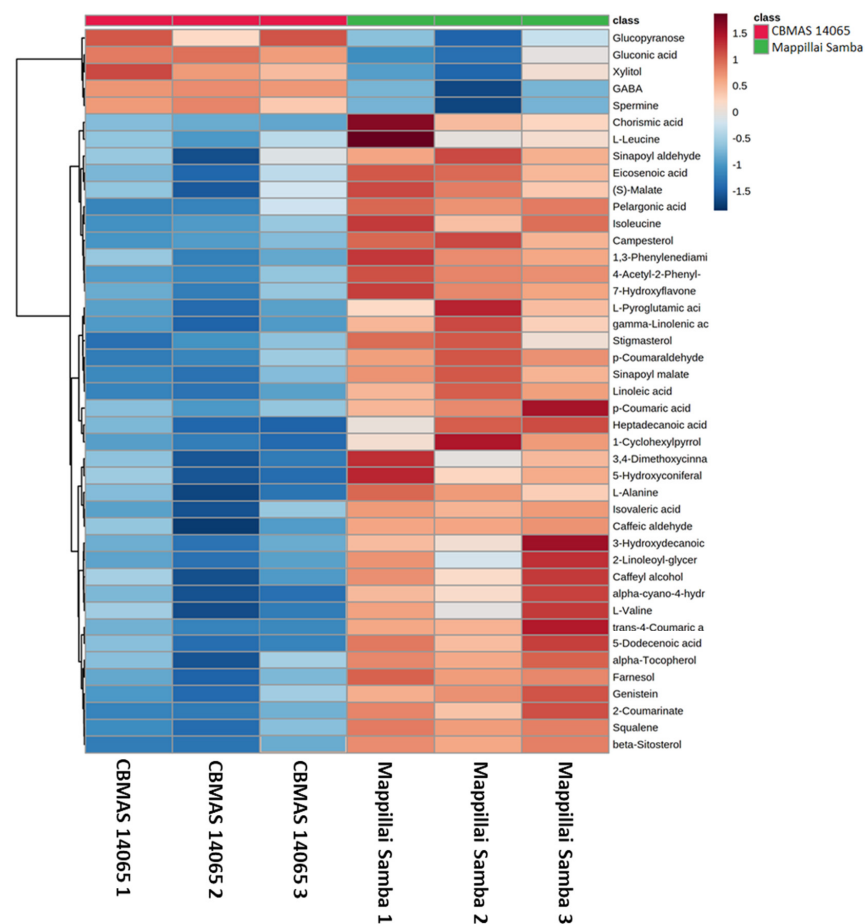 class
Glucopyranose
Gluconic acid
Xylitol
GABA
Spermine
Chorismic acid
L-Leucine
Sinapoyl aldehyde
Eicosenoic acid
(S)-Malate
Pelargonic acid
Isoleucine
Campesterol
1,3-Phenylenediami
4-Acetyl-2-Phenyl-
7-Hydroxyflavone
L-Pyroglutamic aci
gamma-Linolenic ac
Stigmasterol
p-Coumaraldehyde
Sinapoyl malate
Linoleic acid
p-Coumaric acid
Heptadecanoic acid
1-Cyclohexylpyrrol
3,4-Dimethoxycinna
5-Hydroxyconiferal
L-Alanine
Isovaleric acid
Caffeic aldehyde
3-Hydroxydecanoic
2-Linoleoyl-glycer
Caffeyl alcohol
alpha-cyano-4-hydr
L-Valine
trans-4-Coumaric a
5-Dodecenoic acid
alpha-Tocopherol
Farnesol
Genistein
2-Coumarinate
Squalene
beta-Sitosterol
1.5
1
0.5
0
-0.5
-1
-1.5
class
CBMAS 14065
Mappillai Samba
CBMAS 14065 1
CBMAS 14065 2
CBMAS 14065 3
Mappillai Samba 1
Mappillai Samba 2
Mappillai Samba 3